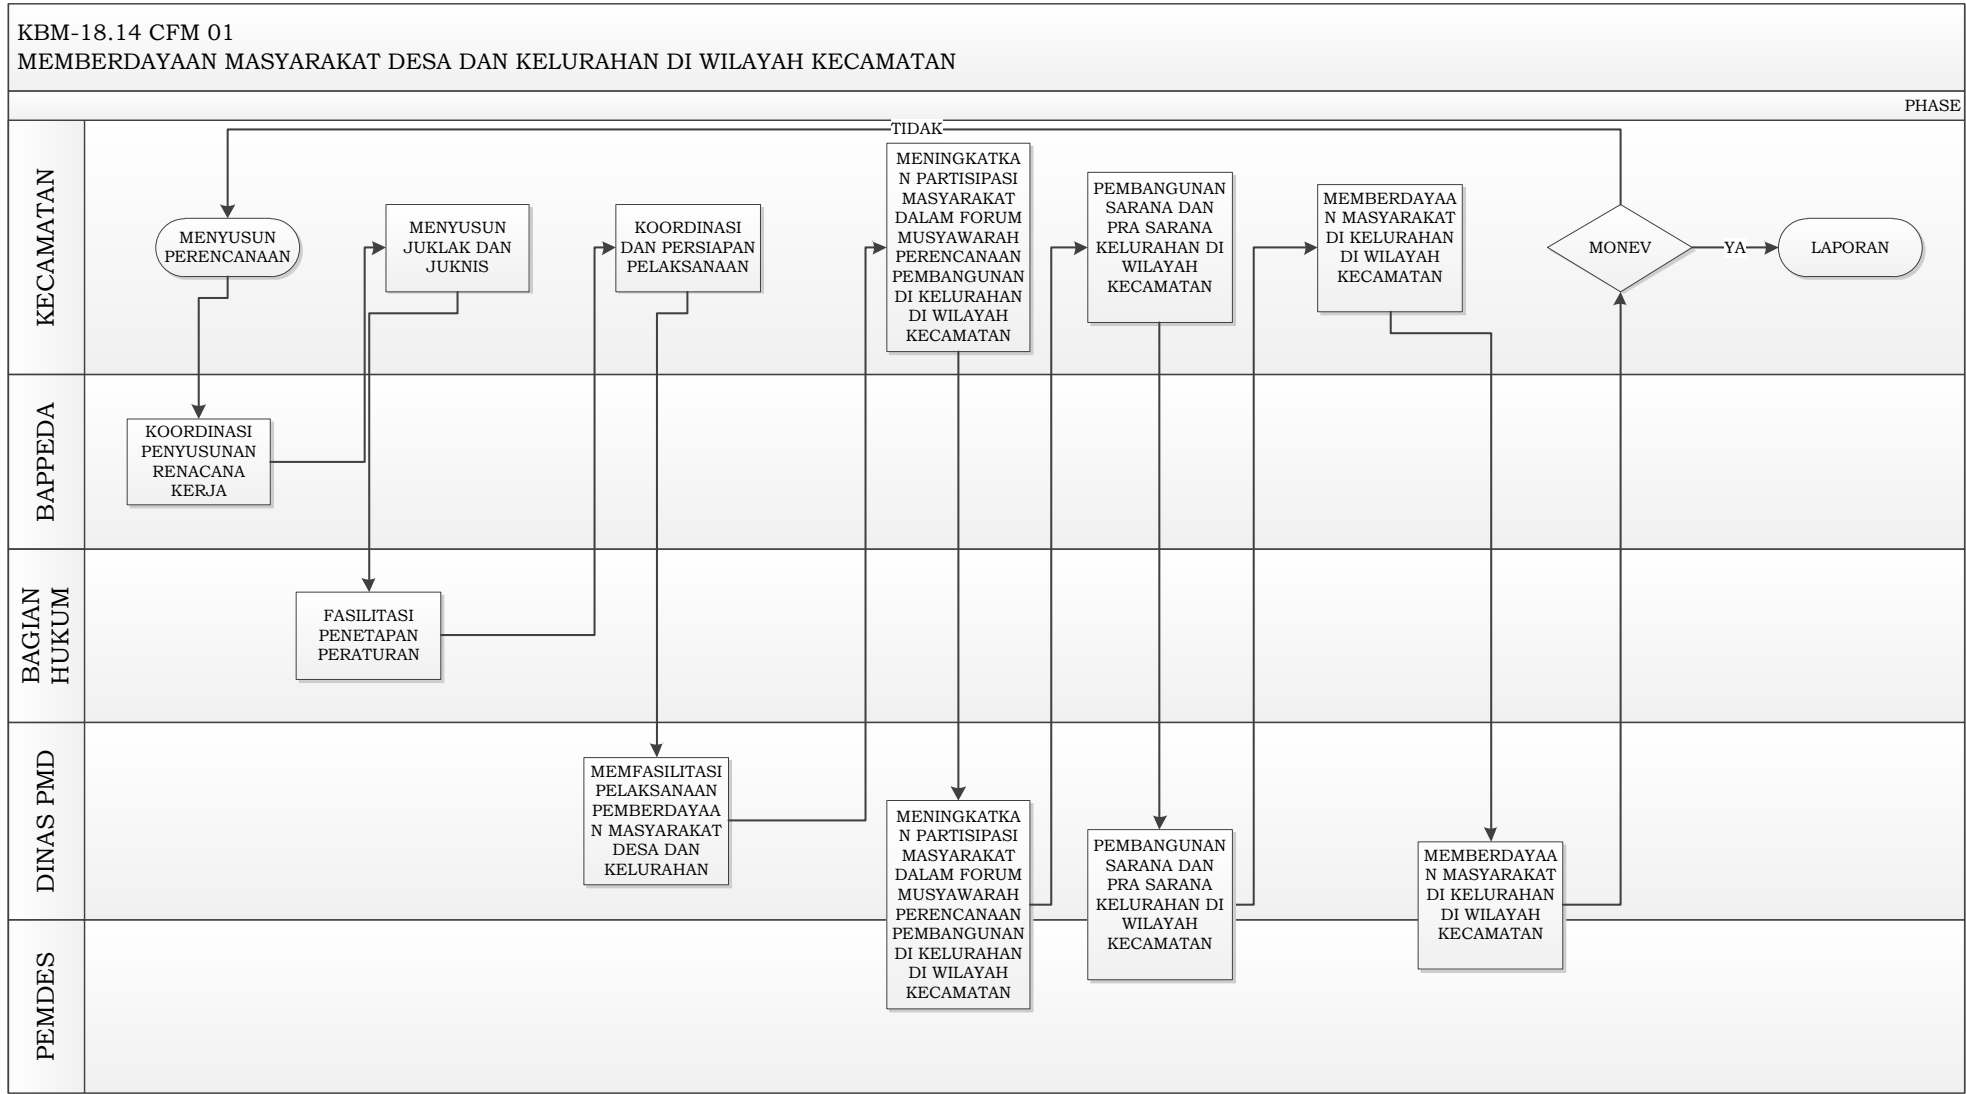 KBM-18.14 CFM 01
MEMBERDAYAAN MASYARAKAT DESA DAN KELURAHAN DI WILAYAH KECAMATAN
PHASE
KECAMATAN
TIDAK
MENYUSUN
PERENCANAAN
MENYUSUN
JUKLAK DAN
JUKNIS
KOORDINASI
DAN PERSIAPAN
PELAKSANAAN
MENINGKATKA
N PARTISIPASI
MASYARAKAT
DALAM FORUM
MUSYAWARAH
PERENCANAAN
PEMBANGUNAN
DI KELURAHAN
DI WILAYAH
KECAMATAN
PEMBANGUNAN
SARANA DAN
PRA SARANA
KELURAHAN DI
WILAYAH
KECAMATAN
MEMBERDAYAA
N MASYARAKAT
DI KELURAHAN
DI WILAYAH
KECAMATAN
MONEV
YA
LAPORAN
BAPPEDA
KOORDINASI
PENYUSUNAN
RENACANA
KERJA
BAGIAN
HUKUM
FASILITASI
PENETAPAN
PERATURAN
DINAS PMD
MEMFASILITASI
PELAKSANAAN
PEMBERDAYAA
N MASYARAKAT
DESA DAN
KELURAHAN
MENINGKATKA
N PARTISIPASI
MASYARAKAT
DALAM FORUM
MUSYAWARAH
PERENCANAAN
PEMBANGUNAN
DI KELURAHAN
DI WILAYAH
KECAMATAN
PEMBANGUNAN
SARANA DAN
PRA SARANA
KELURAHAN DI
WILAYAH
KECAMATAN
MEMBERDAYAA
N MASYARAKAT
DI KELURAHAN
DI WILAYAH
KECAMATAN
PEMDES